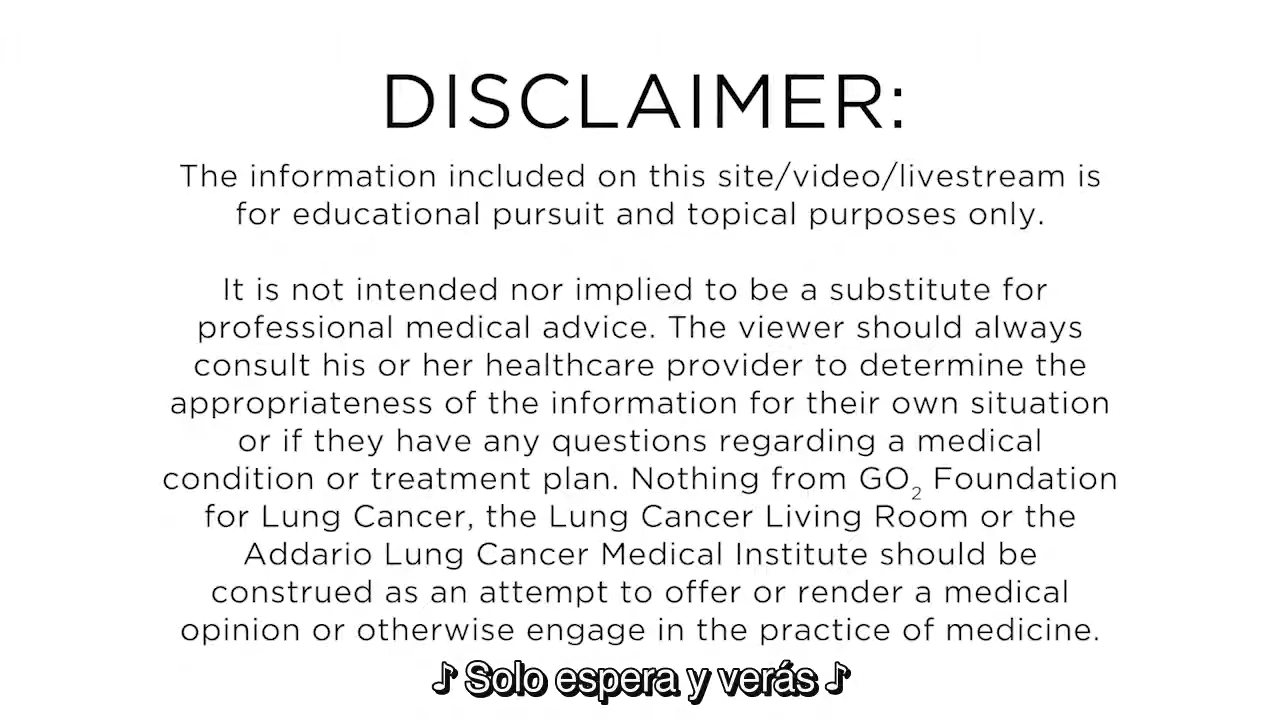 DISCLAIMER:
The information included on this site/video/livestream is
for educational pursuit and topical purposes only.
It is not intended nor implied to be a substitute for
professional medical advice. The viewer should always
consult his or her healthcare provider to determine the
appropriateness of the information for their own situation
or if they have any questions regarding a medical
condition or treatment plan. Nothing from GO₂ Foundation
for Lung Cancer, the Lung Cancer Living Room or the
Addario Lung Cancer Medical Institute should be
construed as an attempt to offer or render a medical
opinion or otherwise engage in the practice of medicine.
♪ Solo espera y verás ♪